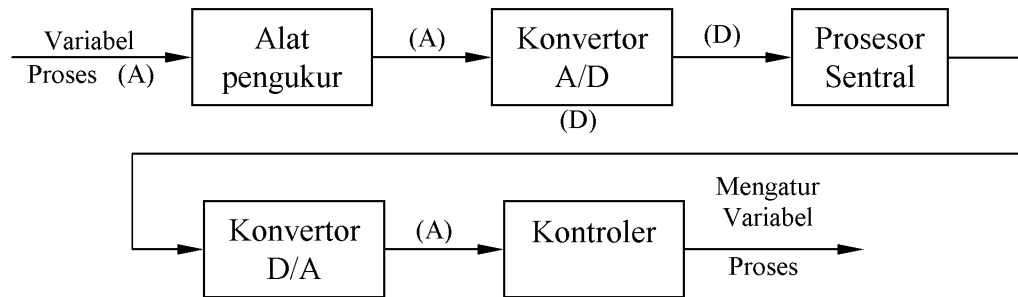 Variabel
Proses (A)
Alat
pengukur
(A)
Konvertor
A/D
(D)
Prosesor
Sentral
(D)
Konvertor
D/A
(A)
Kontroler
Mengatur
Variabel
Proses